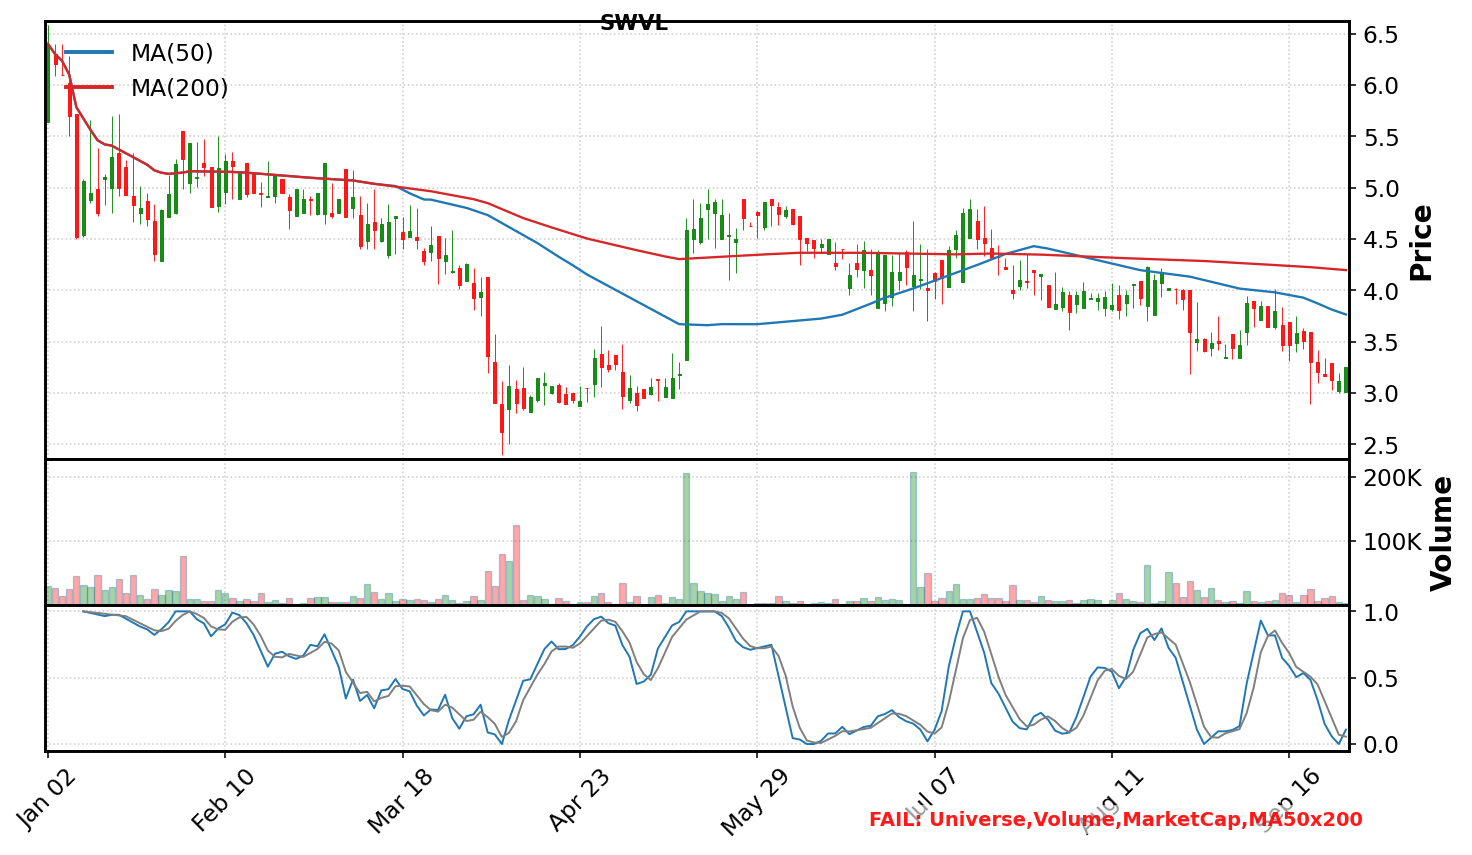 SWVL
MA(50)
MA(200)
6.5
6.0
5.5
5.0
4.5
4.0
3.5
3.0
2.5
Price
200K
100K
Volume
1.0
0.5
0.0
Jan 02
Feb 10
Mar 18
Apr 23
May 29
Jul 07
Aug 11
Sep 16
FAIL: Universe,Volume,MarketCap,MA50x200